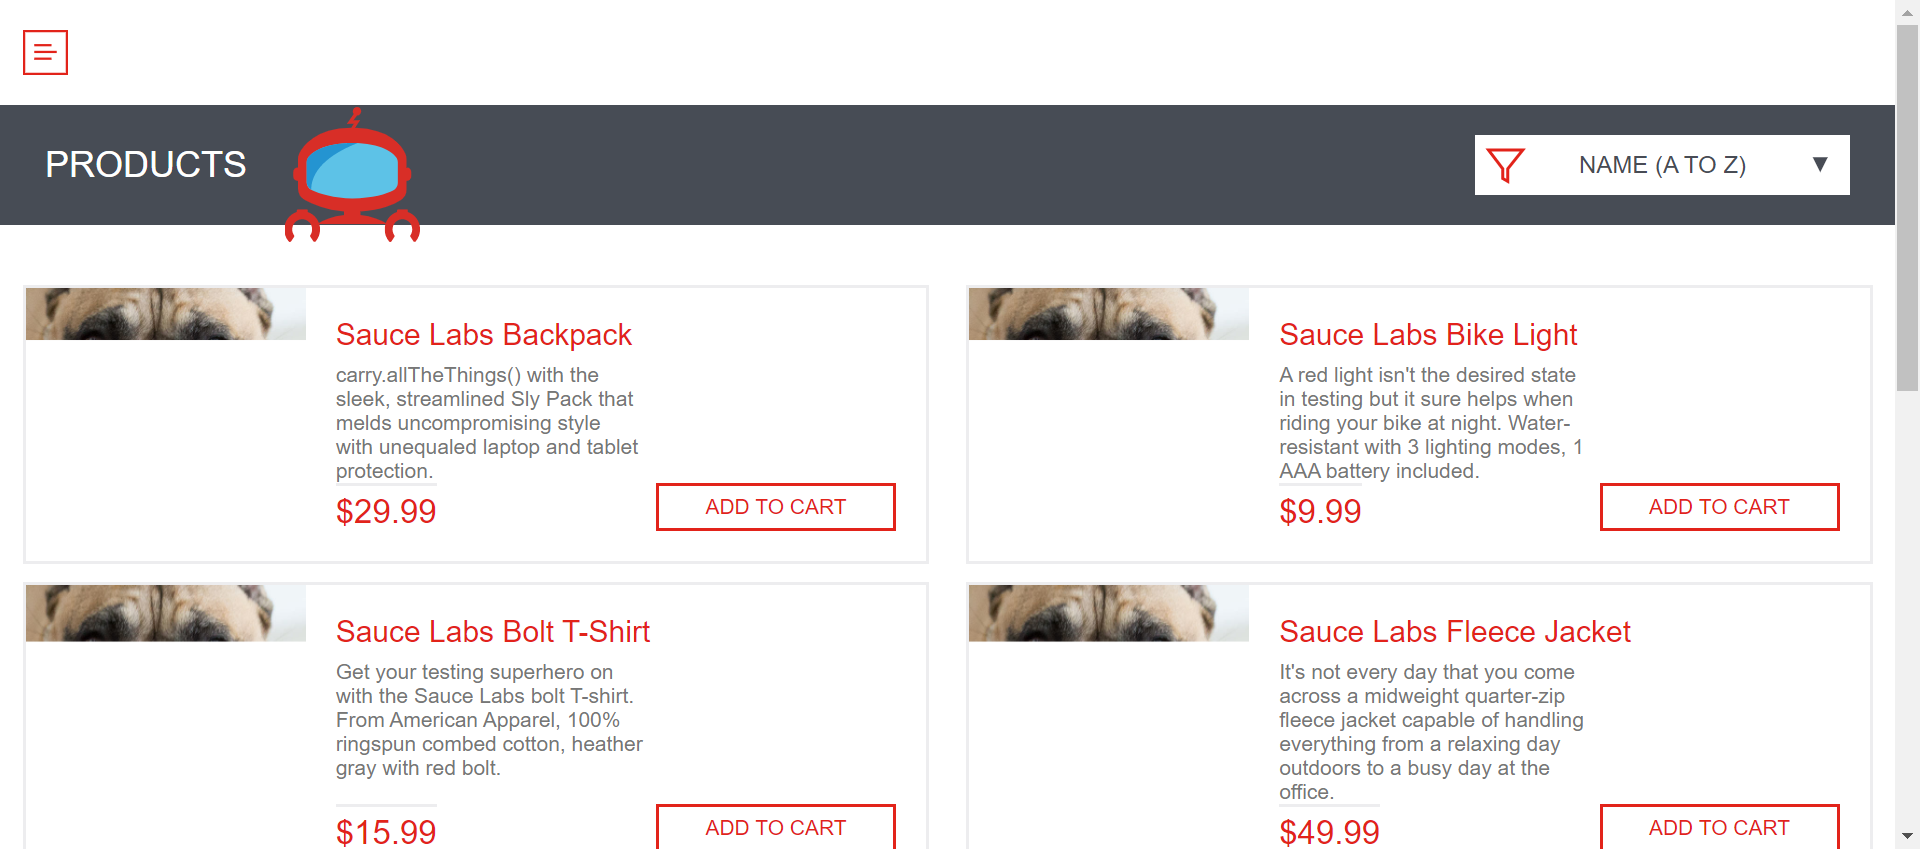 PRODUCTS
NAME (A TO Z)
Sauce Labs Backpack
carry.allTheThings() with the
sleek, streamlined Sly Pack that
melds uncompromising style
with unequaled laptop and tablet
protection.
$29.99
ADD TO CART
Sauce Labs Bike Light
A red light isn't the desired state
in testing but it sure helps when
riding your bike at night. Water-
resistant with 3 lighting modes, 1
AAA battery included.
$9.99
ADD TO CART
Sauce Labs Bolt T-Shirt
Get your testing superhero on
with the Sauce Labs bolt T-shirt.
From American Apparel, 100%
ringspun combed cotton, heather
gray with red bolt.
$15.99
ADD TO CART
Sauce Labs Fleece Jacket
It's not every day that you come
across a midweight quarter-zip
fleece jacket capable of handling
everything from a relaxing day
outdoors to a busy day at the
office.
$49.99
ADD TO CART